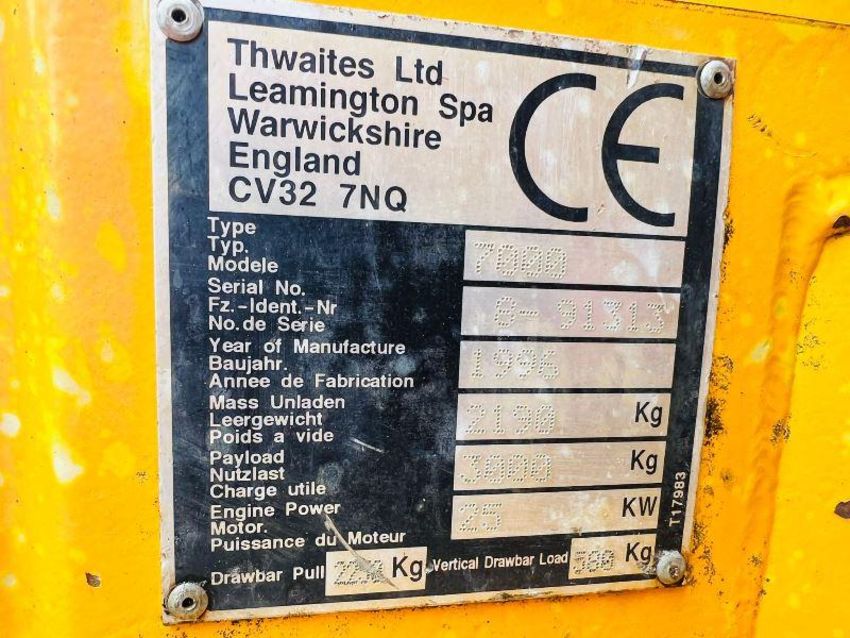 Thwaites Ltd
Leamington Spa
Warwickshire
England
CV32 7NQ
CE
Type
Typ.
Modele
7000
Serial No.
Fz.-Ident.-Nr
No.de Serie
8-91313
Year of Manufacture
Baujahr.
Annee de Fabrication
1996
Mass Unladen
Leergewicht
Poids a vide
2190 Kg
Payload
Nutzlast
Charge utile
3000 Kg
Engine Power
Motor.
Puissance du Moteur
25 KW
Drawbar Pull Kg. Vertical Drawbar Load 500 Kg
T17983